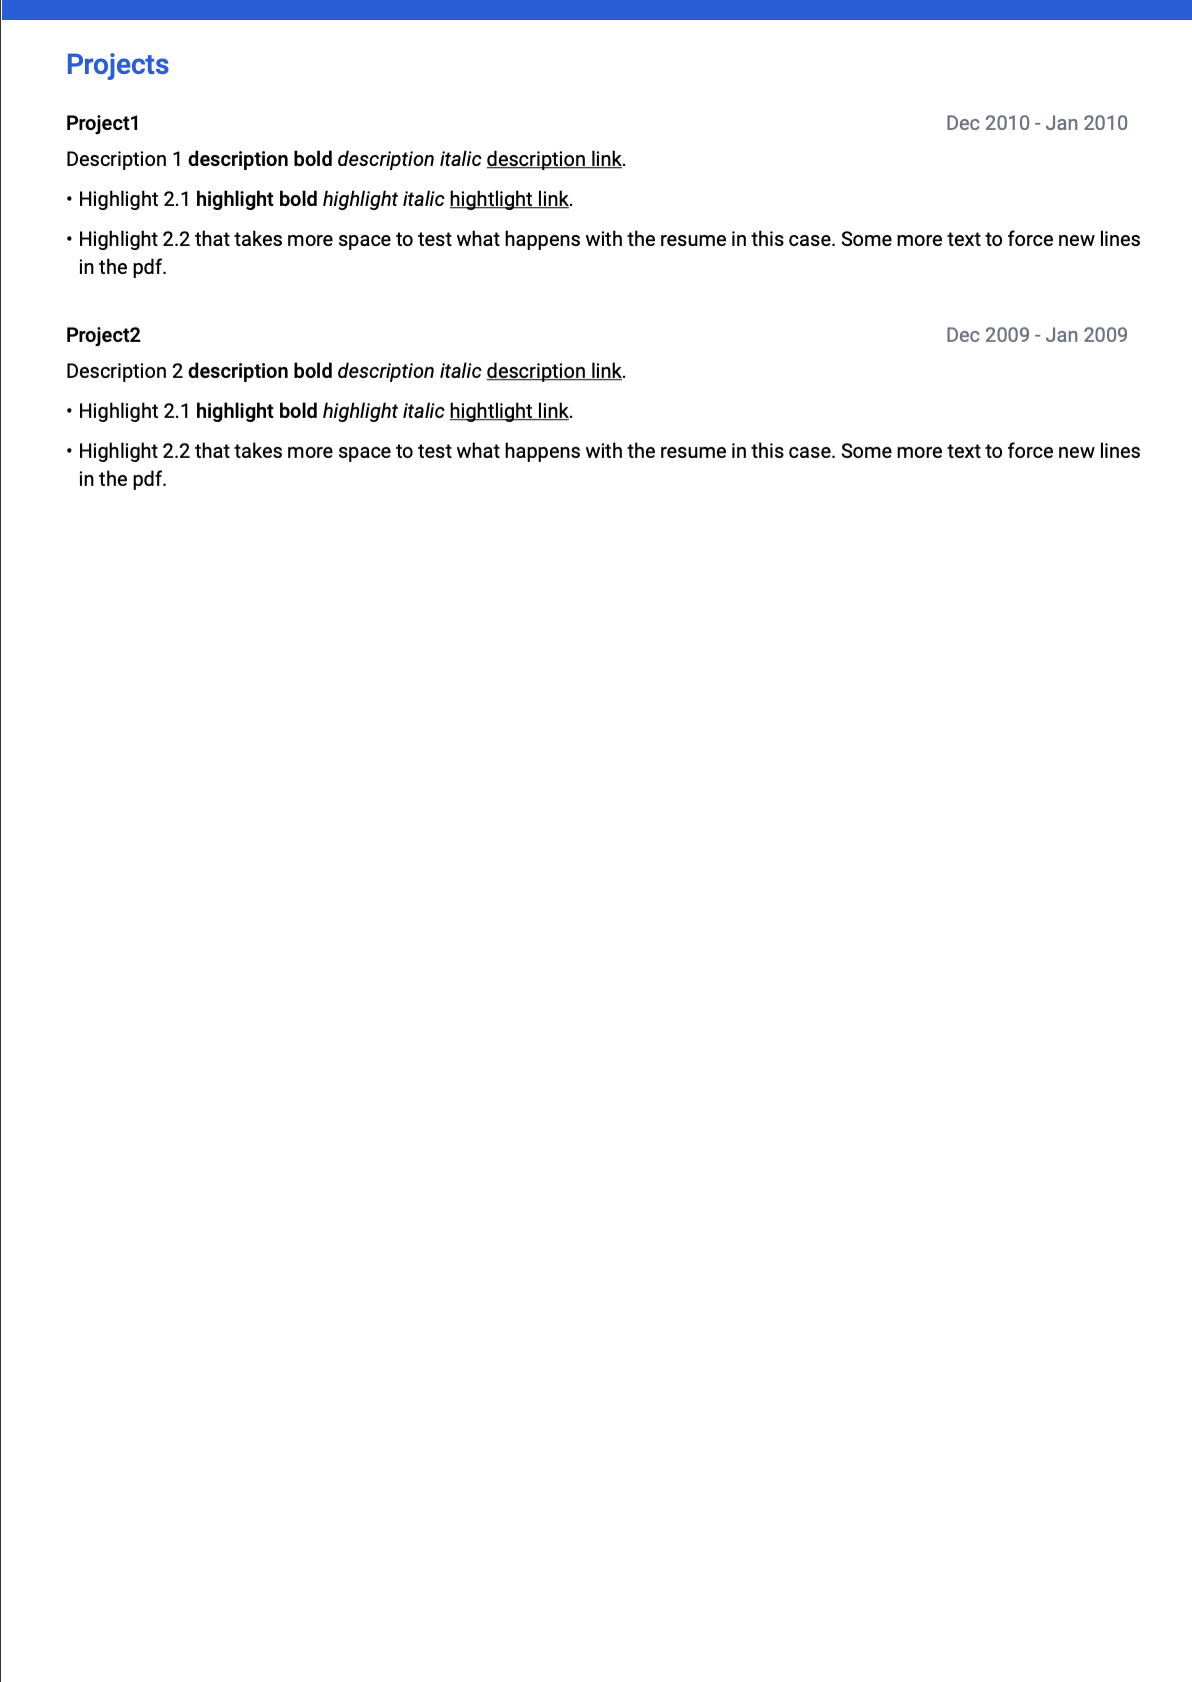 Projects
Project1 Dec 2010 - Jan 2010
Description 1 description bold description italic description link.
• Highlight 2.1 highlight bold highlight italic hightlight link.
• Highlight 2.2 that takes more space to test what happens with the resume in this case. Some more text to force new lines
in the pdf.
Project2 Dec 2009 - Jan 2009
Description 2 description bold description italic description link.
• Highlight 2.1 highlight bold highlight italic hightlight link.
• Highlight 2.2 that takes more space to test what happens with the resume in this case. Some more text to force new lines
in the pdf.